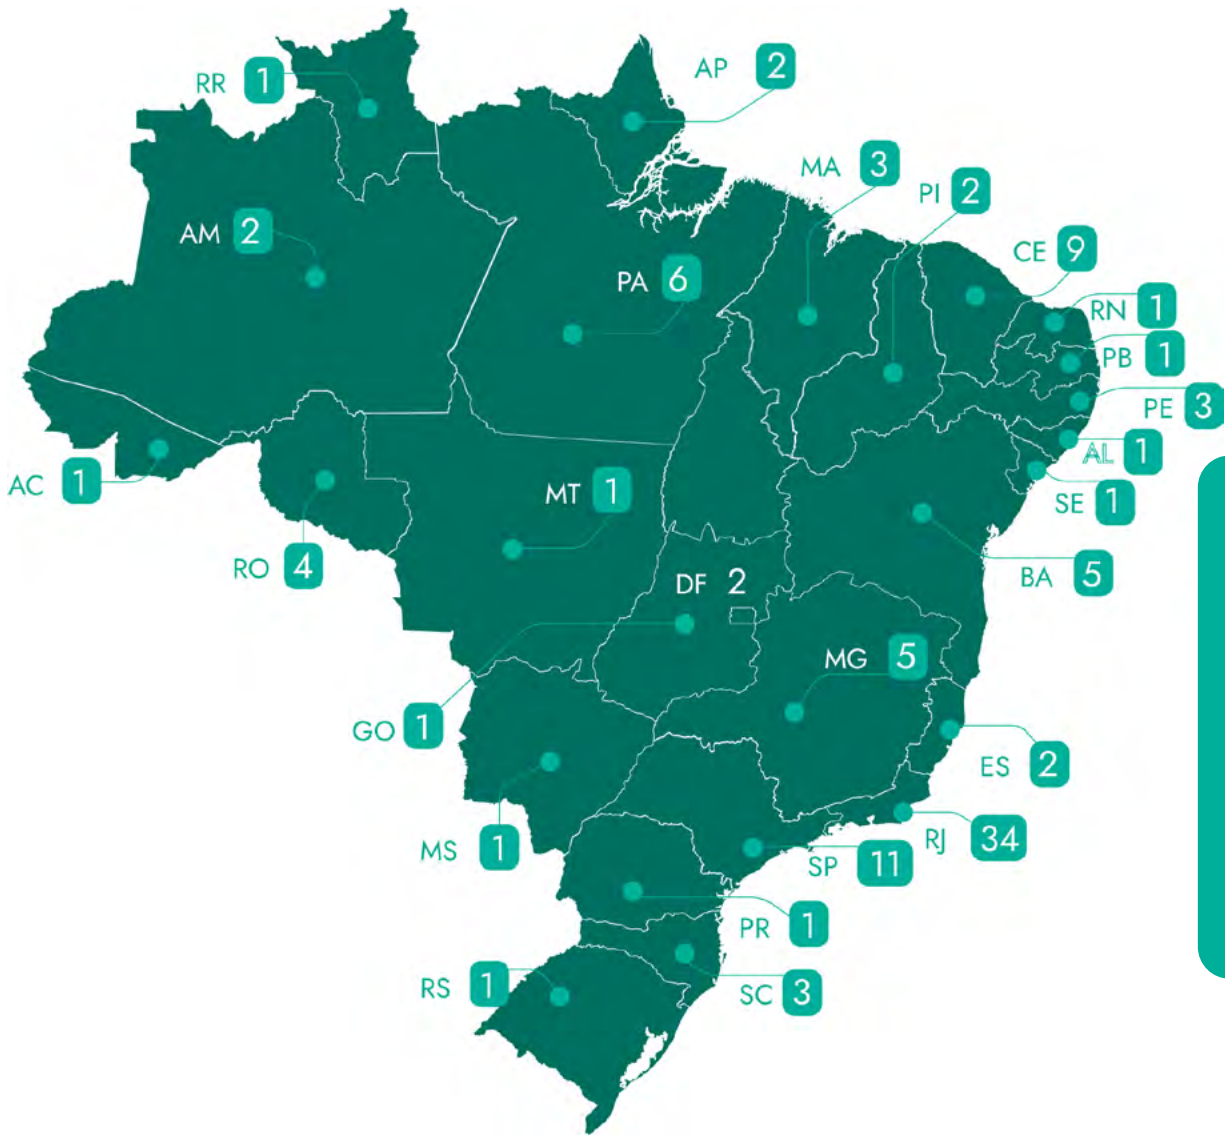 RR 1
AP 2
MA 3
PI 2
AM 2
CE 9
PA 6
RN 1
PB 1
PE 3
AL 1
AC 1
MT 1
SE 1
RO 4
DF 2
BA 5
MG 5
GO 1
ES 2
MS 1
SP 11
RJ 34
PR 1
RS 1
SC 3